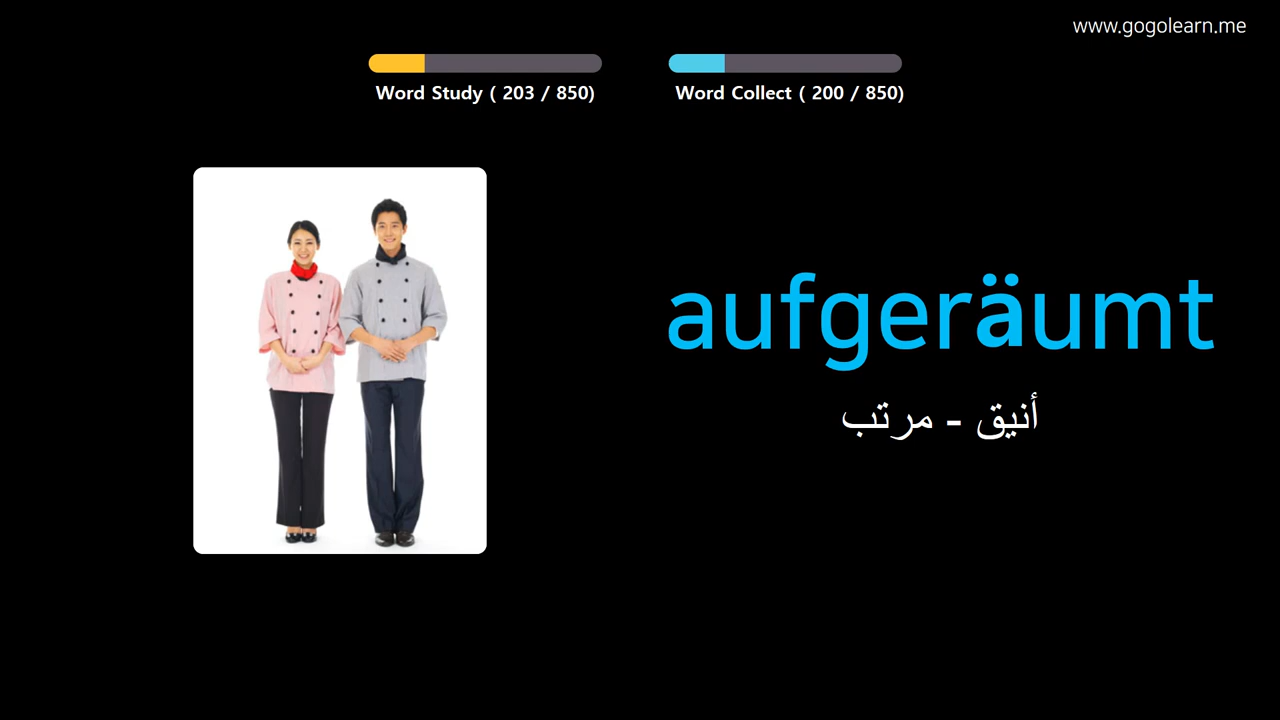 www.gogolearn.me
Word Study ( 203 / 850)
Word Collect ( 200 / 850)
aufgeräumt
أنيق - مرتب